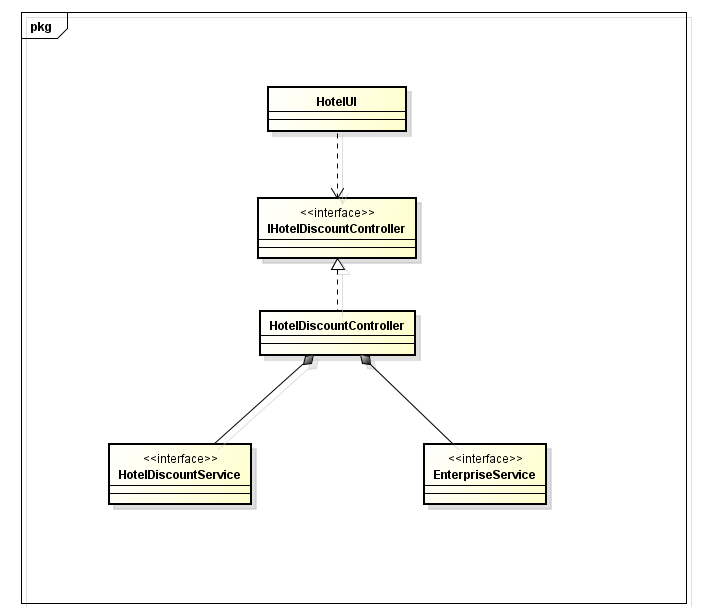 pkg
HotelUI
<<interface>>
IHotelDiscountController
HotelDiscountController
<<interface>>
HotelDiscountService
<<interface>>
EnterpriseService